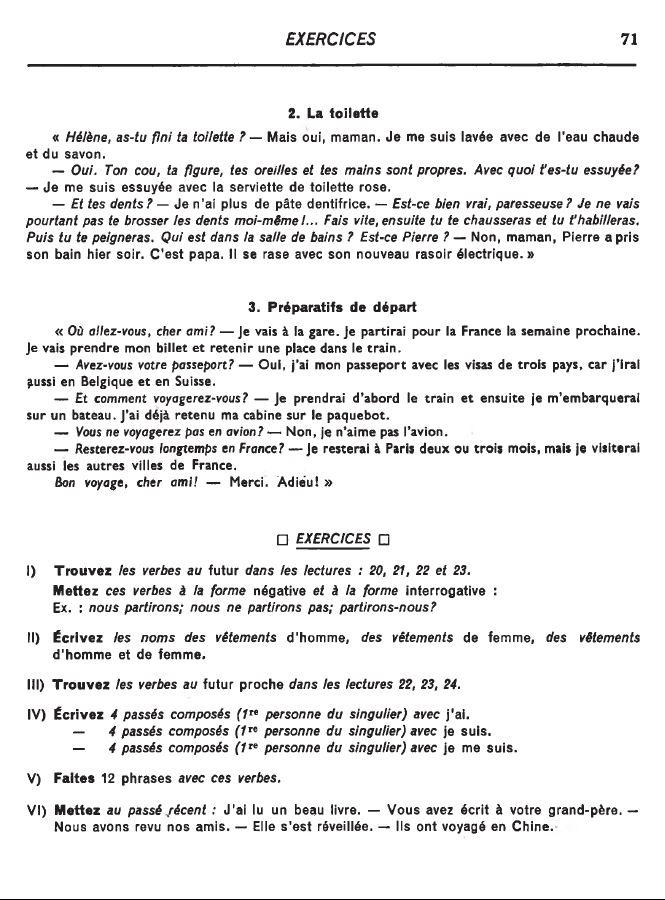 EXERCICES 71
2. La toilette
« Hélène, as-tu fini ta toilette ? — Mais oui, maman. Je me suis lavée avec de l'eau chaude
et du savon.
— Oui. Ton cou, ta figure, tes oreilles et tes mains sont propres. Avec quoi t'es-tu essuyée?
— Je me suis essuyée avec la serviette de toilette rose.
— Et tes dents ? — Je n'ai plus de pâte dentifrice. — Est-ce bien vrai, paresseuse ? Je ne vais
pourtant pas te brosser les dents moi-même !... Fais vite, ensuite tu te chausseras et tu t'habilleras.
Puis tu te peigneras. Qui est dans la salle de bains ? Est-ce Pierre ? — Non, maman, Pierre a pris
son bain hier soir. C'est papa. Il se rase avec son nouveau rasoir électrique. »
3. Préparatifs de départ
« Où allez-vous, cher ami? — Je vais à la gare. Je partirai pour la France la semaine prochaine.
Je vais prendre mon billet et retenir une place dans le train.
— Avez-vous votre passeport? — Oui, j'ai mon passeport avec les visas de trois pays, car j'irai
aussi en Belgique et en Suisse.
— Et comment voyagerez-vous? — Je prendrai d'abord le train et ensuite je m'embarquerai
sur un bateau. J'ai déjà retenu ma cabine sur le paquebot.
— Vous ne voyagerez pas en avion? — Non, je n'aime pas l'avion.
— Resterez-vous longtemps en France? — Je resterai à Paris deux ou trois mois, mais je visiterai
aussi les autres villes de France.
Bon voyage, cher ami! — Merci. Adieu! »
□ EXERCICES □
I) Trouvez les verbes au futur dans les lectures : 20, 21, 22 et 23.
Mettez ces verbes à la forme négative et à la forme interrogative :
Ex. : nous partirons; nous ne partirons pas; partirons-nous?
II) Écrivez les noms des vêtements d'homme, des vêtements de femme, des vêtements
d'homme et de femme.
III) Trouvez les verbes au futur proche dans les lectures 22, 23, 24.
IV) Écrivez 4 passés composés (1re personne du singulier) avec j'ai.
— 4 passés composés (1re personne du singulier) avec je suis.
— 4 passés composés (1re personne du singulier) avec je me suis.
V) Faites 12 phrases avec ces verbes.
VI) Mettez au passé récent : J'ai lu un beau livre. — Vous avez écrit à votre grand-père. —
Nous avons revu nos amis. — Elle s'est réveillée. — Ils ont voyagé en Chine.